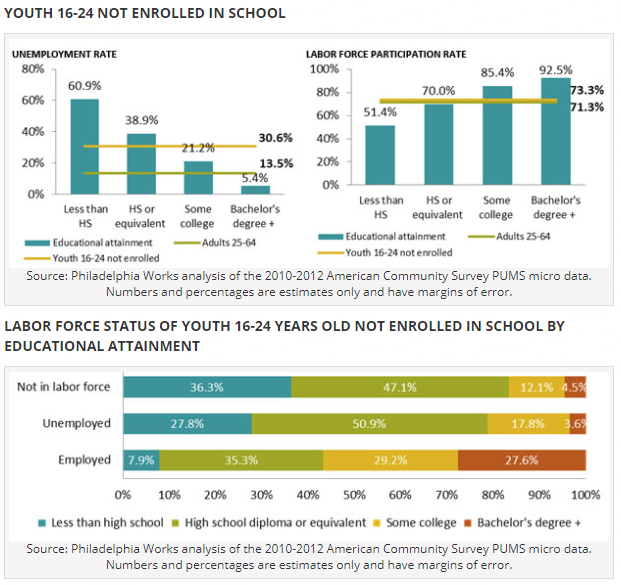 YOUTH 16-24 NOT ENROLLED IN SCHOOL
UNEMPLOYMENT RATE
80%
60%
40%
20%
0%
60.9%
38.9%
21.2%
5.4%
30.6%
13.5%
Less than HS
HS or equivalent
Some college
Bachelor's degree +
Educational attainment
Adults 25-64
Youth 16-24 not enrolled
LABOR FORCE PARTICIPATION RATE
100%
80%
60%
40%
20%
0%
51.4%
70.0%
85.4%
92.5%
73.3%
71.3%
Less than HS
HS or equivalent
Some college
Bachelor's degree +
Educational attainment
Adults 25-64
Youth 16-24 not enrolled
Source: Philadelphia Works analysis of the 2010-2012 American Community Survey PUMS micro data.
Numbers and percentages are estimates only and have margins of error.
LABOR FORCE STATUS OF YOUTH 16-24 YEARS OLD NOT ENROLLED IN SCHOOL BY
EDUCATIONAL ATTAINMENT
Not in labor force 36.3% 47.1% 12.1% 4.5%
Unemployed 27.8% 50.9% 17.8% 3.6%
Employed 7.9% 35.3% 29.2% 27.6%
0% 10% 20% 30% 40% 50% 60% 70% 80% 90% 100%
Less than high school High school diploma or equivalent Some college Bachelor's degree +
Source: Philadelphia Works analysis of the 2010-2012 American Community Survey PUMS micro data.
Numbers and percentages are estimates only and have margins of error.